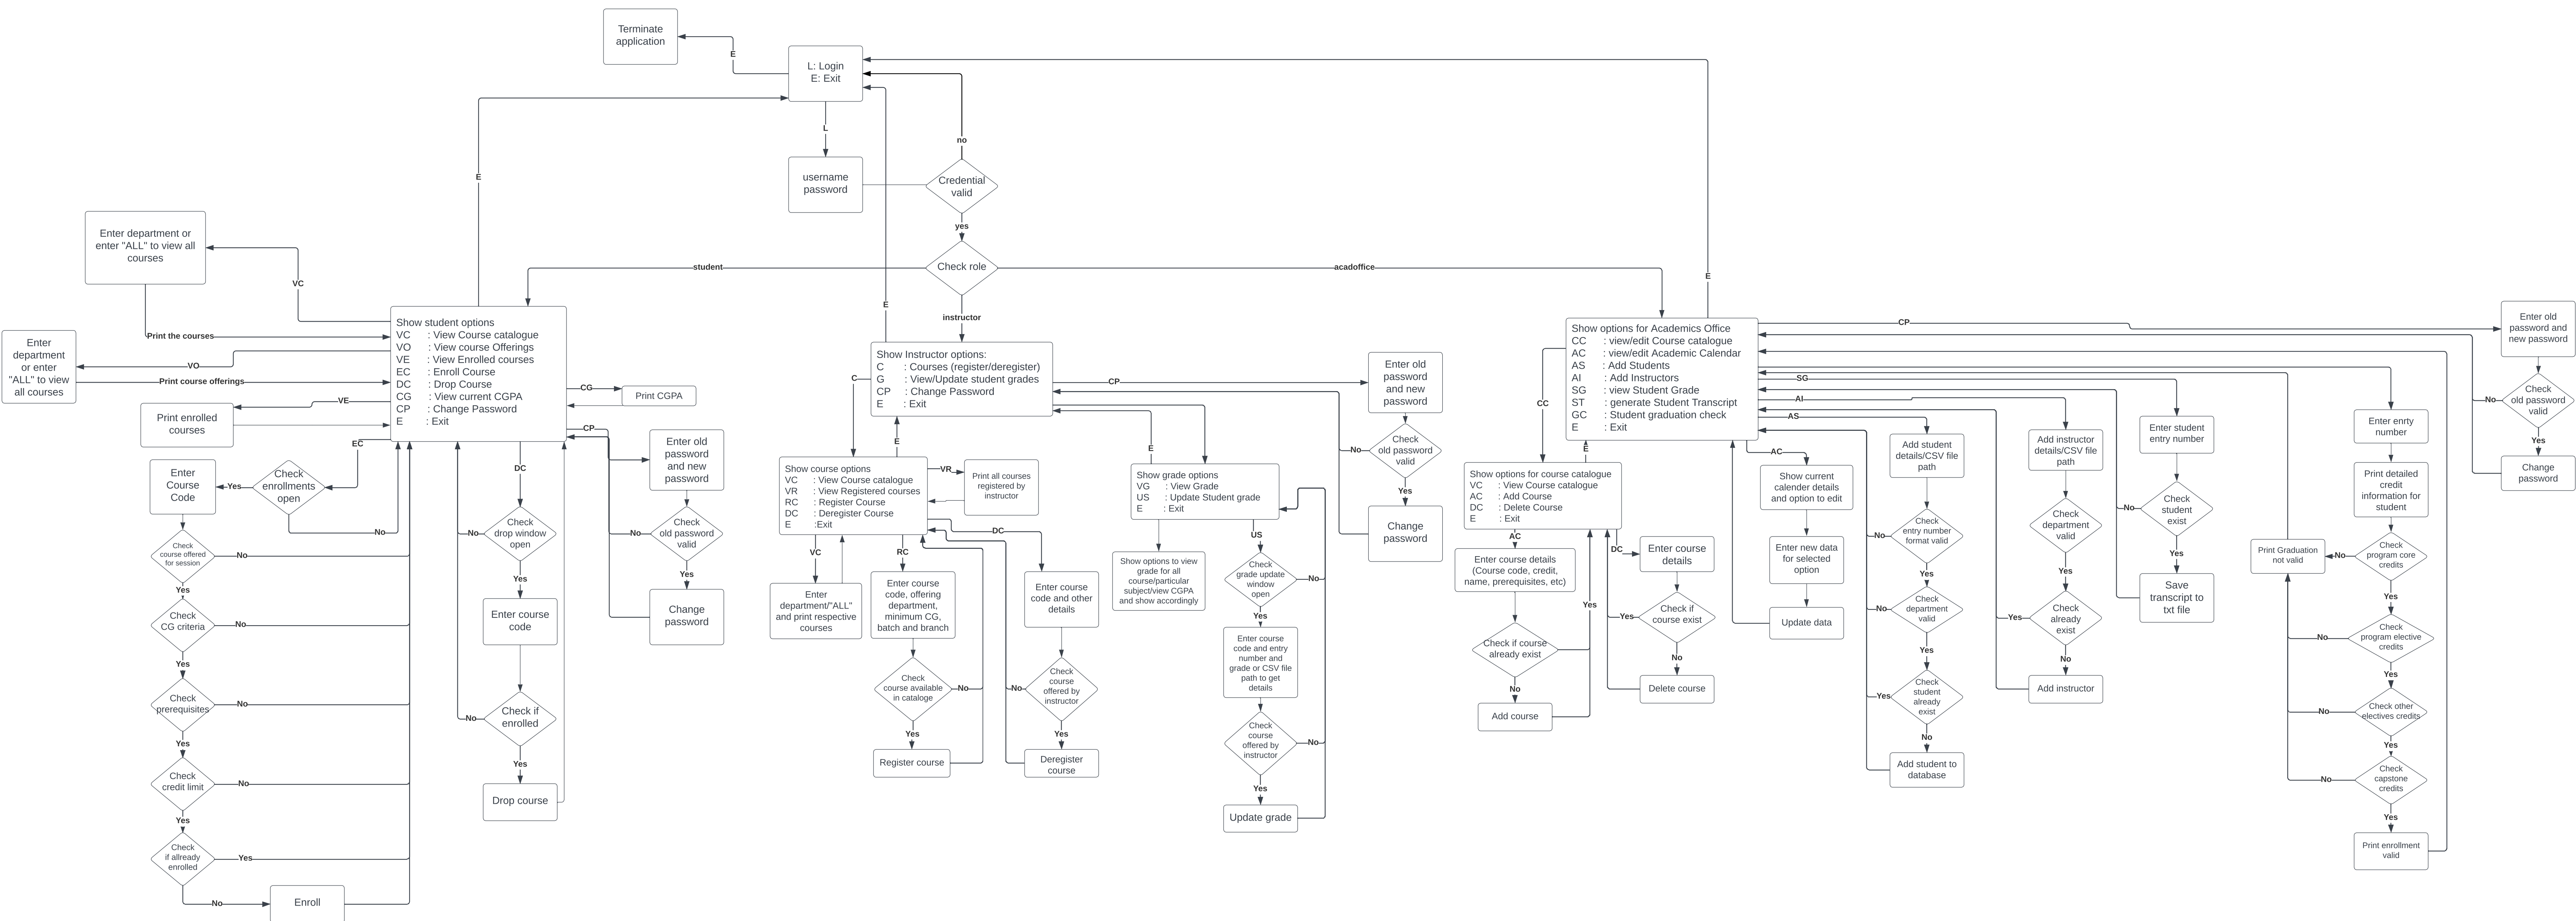 Terminate
application
E
L: Login
E: Exit
L
username
password
no
Credential
valid
yes
Check role
student
acadoffice
instructor
E
E
E
Enter department or
enter "ALL" to view all
courses
VC
Print the courses
Enter
department
or enter
"ALL" to view
all courses
VO
Print course offerings
VE
Print enrolled
courses
Show student options
VC : View Course catalogue
VO : View course Offerings
VE : View Enrolled courses
EC : Enroll Course
DC : Drop Course
CG : View current CGPA
CP : Change Password
E : Exit
CG
Print CGPA
CP
Enter old
password
and new
password
Check
old password
valid
No
Yes
Change
password
EC
Check
enrollments
open
Yes
No
Enter
Course
Code
Check
course offered
for session
No
Yes
Check
CG criteria
No
Yes
Check
prerequisites
No
Yes
Check
credit limit
No
Yes
Check
if allready
enrolled
Yes
No
Enroll
DC
Check
drop window
open
No
Yes
Enter course
code
Check if
enrolled
No
Yes
Drop course
Show Instructor options:
C : Courses (register/deregister)
G : View/Update student grades
CP : Change Password
E : Exit
C
E
CP
Enter old
password
and new
password
Check
old password
valid
No
Yes
Change
password
Show course options
VC : View Course catalogue
VR : View Registered courses
RC : Register Course
DC : Deregister Course
E :Exit
VR
Print all courses
registered by
instructor
VC
Enter
department/"ALL"
and print respective
courses
RC
Enter course
code, offering
department,
minimum CG,
batch and branch
Check
course available
in cataloge
No
Yes
Register course
DC
Enter course
code and other
details
Check
course
offered by
instructor
No
Yes
Deregister
course
E
Show grade options
VG : View Grade
US : Update Student grade
E : Exit
Show options to view
grade for all
course/particular
subject/view CGPA
and show accordingly
US
Check
grade update
window
open
No
Yes
Enter course
code and entry
number and
grade or CSV file
path to get
details
Check
course
offered by
instructor
No
Yes
Update grade
Show options for Academics Office
CC : view/edit Course catalogue
AC : view/edit Academic Calendar
AS : Add Students
AI : Add Instructors
SG : view Student Grade
ST : generate Student Transcript
GC : Student graduation check
E : Exit
CC
E
Show options for course catalogue
VC : View Course catalogue
AC : Add Course
DC : Delete Course
E : Exit
AC
Enter course details
(Course code, credit,
name, prerequisites, etc)
Check if course
already exist
Yes
No
Add course
DC
Enter course
details
Check if
course exist
Yes
No
Delete course
AC
Show current
calender details
and option to edit
Enter new data
for selected
option
Update data
AS
Add student
details/CSV file
path
Check
entry number
format valid
No
Yes
Check
department
valid
No
Yes
Check
student
already
exist
Yes
No
Add student to
database
AI
Add instructor
details/CSV file
path
Check
department
valid
Yes
Check
already
exist
Yes
No
Add instructor
SG
Enter student
entry number
Check
student
exist
No
Yes
Save
transcript to
txt file
Enter enrty
number
Print detailed
credit
information for
student
Check
program core
credits
No
Print Graduation
not valid
Yes
Check
program elective
credits
No
Yes
Check other
electives credits
No
Yes
Check
capstone
credits
No
Yes
Print enrollment
valid
CP
Enter old
password and
new password
Check
old password
valid
No
Yes
Change
password